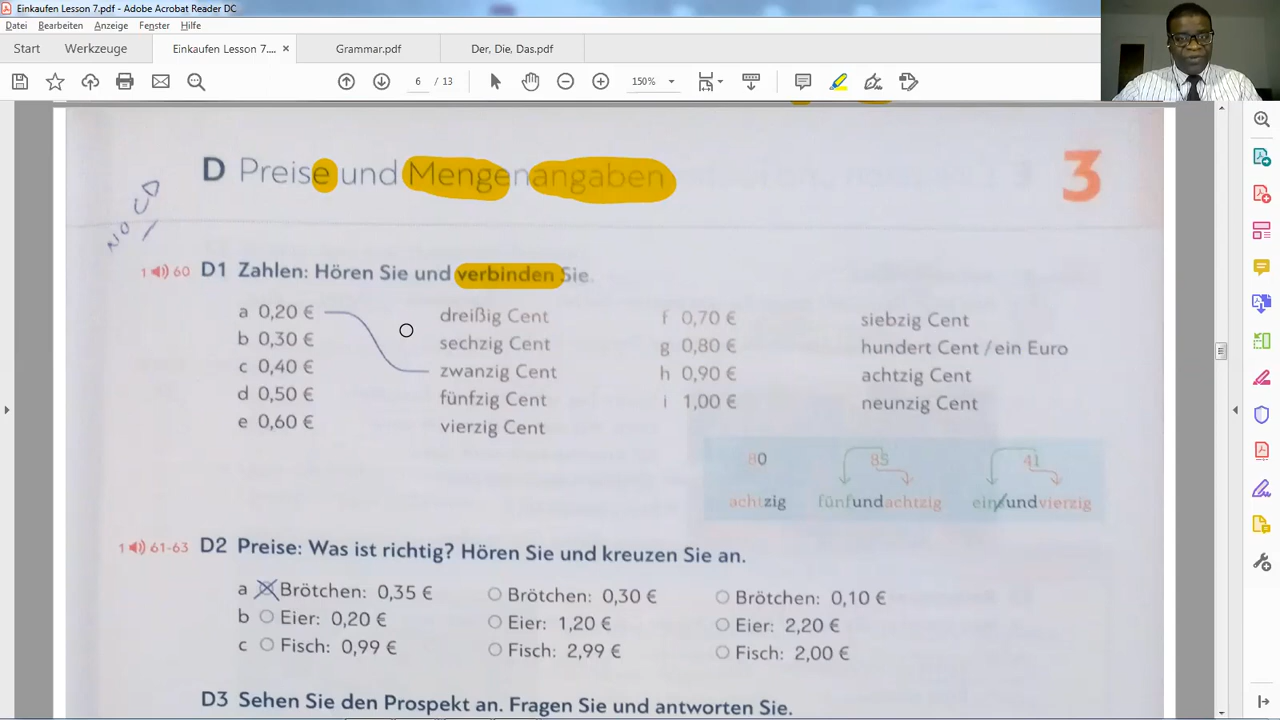 Einkaufen Lesson 7.pdf - Adobe Acrobat Reader DC
Datei Bearbeiten Anzeige Fenster Hilfe
Start Werkzeuge Einkaufen Lesson 7.... × Grammar.pdf Der, Die, Das.pdf
6 / 13 150%
D Preise und Mengenangaben 3
NO CD
1 60 D1 Zahlen: Hören Sie und verbinden Sie.
a 0,20 € dreißig Cent f 0,70 € siebzig Cent
b 0,30 € sechzig Cent g 0,80 € hundert Cent / ein Euro
c 0,40 € zwanzig Cent h 0,90 € achtzig Cent
d 0,50 € fünfzig Cent i 1,00 € neunzig Cent
e 0,60 € vierzig Cent
80 85 41
achtzig fünfundachtzig einundvierzig
1 61-63 D2 Preise: Was ist richtig? Hören Sie und kreuzen Sie an.
a Brötchen: 0,35 € Brötchen: 0,30 € Brötchen: 0,10 €
b Eier: 0,20 € Eier: 1,20 € Eier: 2,20 €
c Fisch: 0,99 € Fisch: 2,99 € Fisch: 2,00 €
D3 Sehen Sie den Prospekt an. Fragen Sie und antworten Sie.